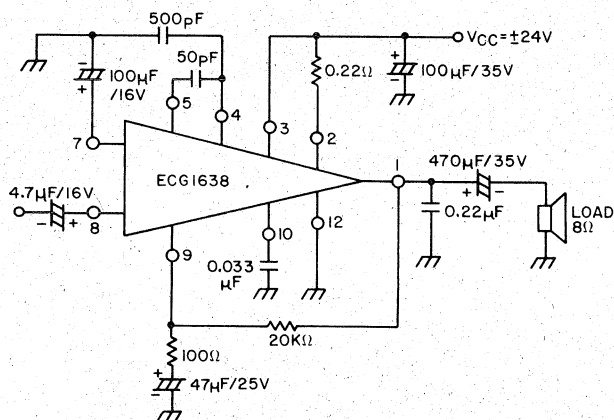 500pF
50pF
VCC=±24V
0.22Ω
100µF/35V
100µF
/16V
5
4
3
2
7
1
470µF/35V
4.7µF/16V
ECG1638
8
10
12
0.22µF
LOAD
8Ω
9
0.033
µF
20KΩ
100Ω
47µF/25V